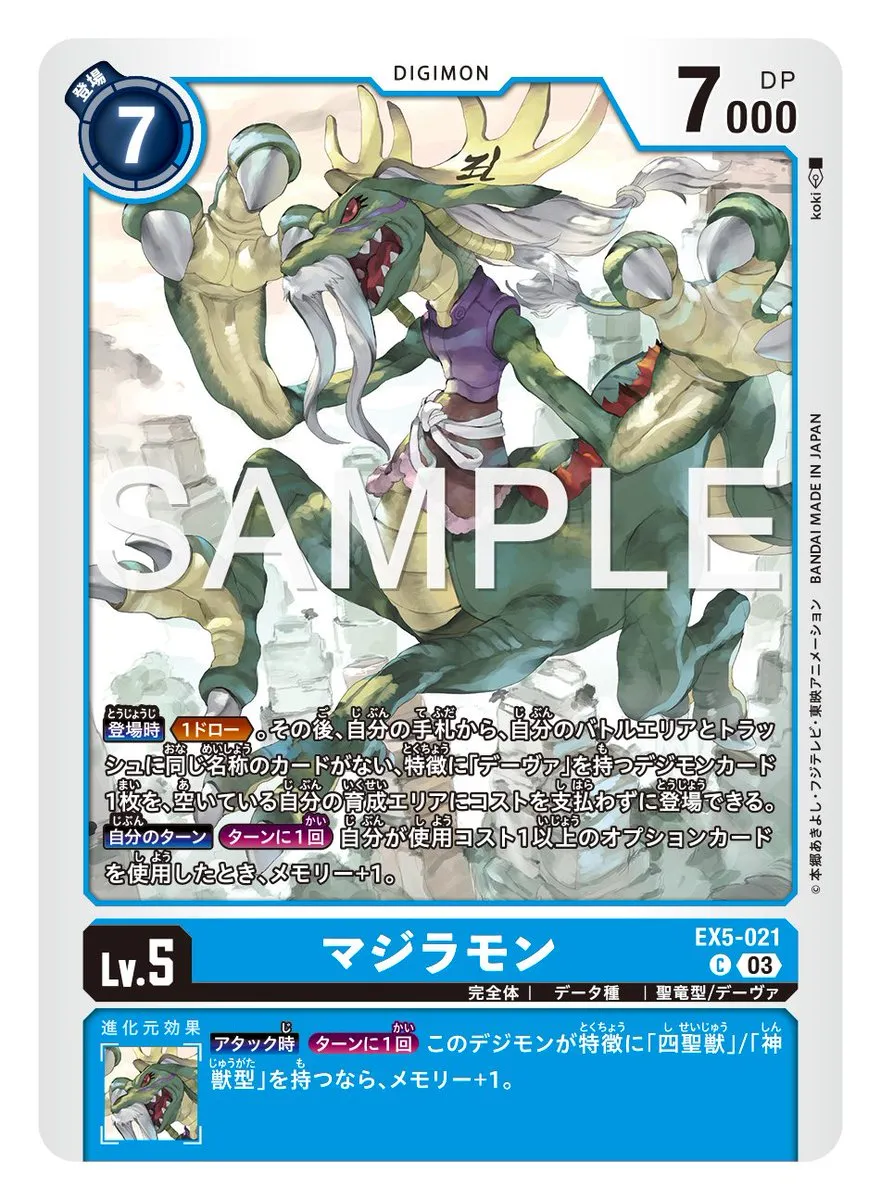 DIGIMON
登場
7
7000
DP
koki
SAMPLE
とうじょうじ
登場時 1ドロー 。その後、自分の手札から、自分のバトルエリアとトラッ
シュに同じ名称のカードがない、特徴に「デーヴァ」を持つデジモンカード
1枚を、空いている自分の育成エリアにコストを支払わずに登場できる。
自分のターン ターンに1回 自分が使用コスト1以上のオプションカード
を使用したとき、メモリー+1。
© 本郷あきよし・フジテレビ・東映アニメーション BANDAI MADE IN JAPAN
Lv.5
マジラモン
EX5-021
C 03
完全体 | データ種 | 聖竜型/デーヴァ
進化元効果
アタック時 ターンに1回 このデジモンが特徴に「四聖獣」/「神
獣型」を持つなら、メモリー+1。